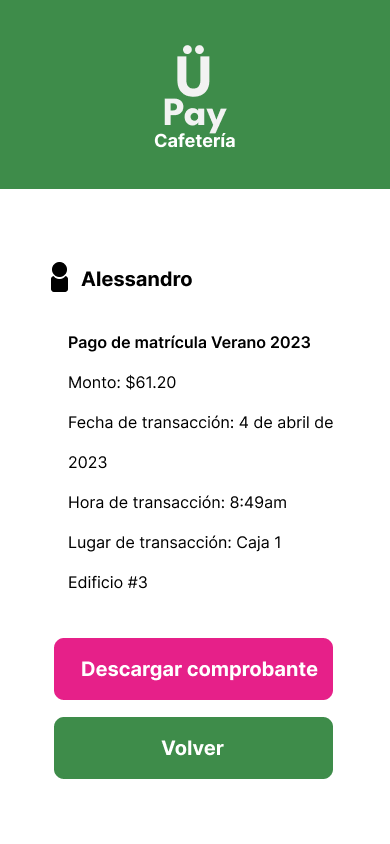 Ü
Pay
Cafetería
Alessandro
Pago de matrícula Verano 2023
Monto: $61.20
Fecha de transacción: 4 de abril de
2023
Hora de transacción: 8:49am
Lugar de transacción: Caja 1
Edificio #3
Descargar comprobante
Volver